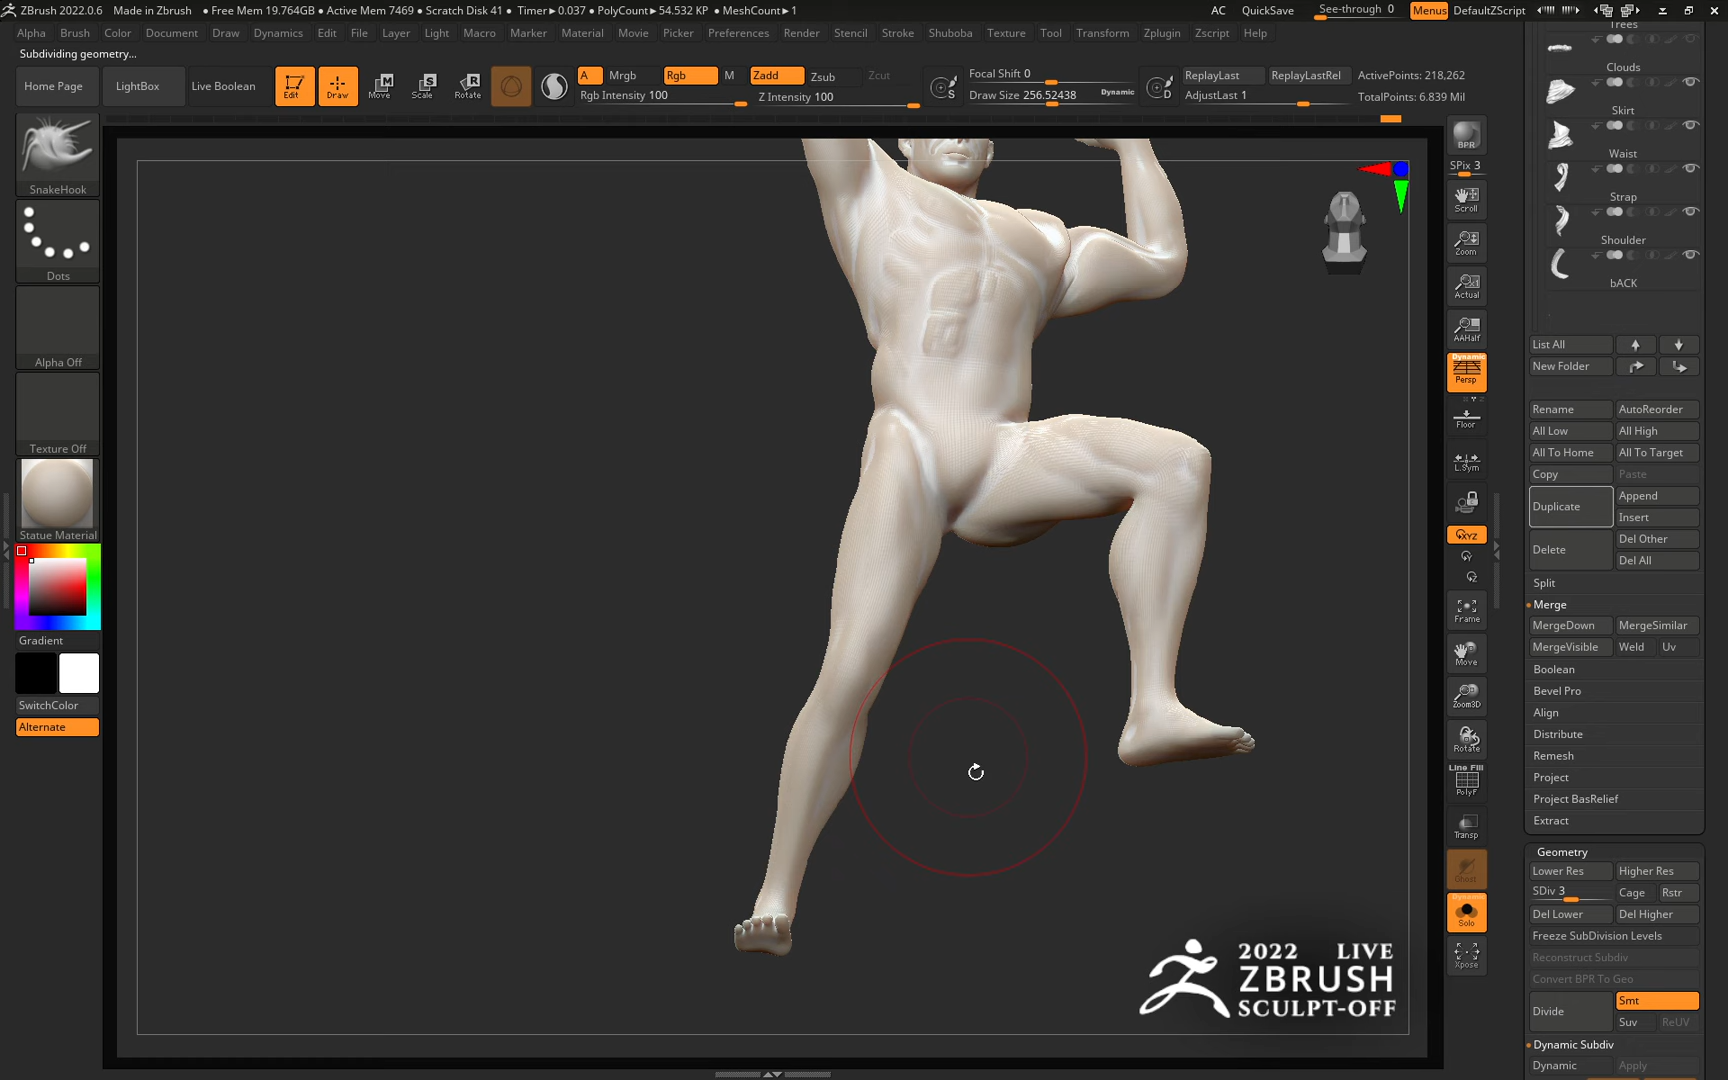 ZBrush 2022.0.6 Made in Zbrush • Free Mem 19.764GB • Active Mem 7469 • Scratch Disk 41 • Timer▸0.037 • PolyCount▸54.532 KP • MeshCount▸1 AC QuickSave See-through 0 Menus DefaultZScript
Alpha Brush Color Document Draw Dynamics Edit File Layer Light Macro Marker Material Movie Picker Preferences Render Stencil Stroke Shuboba Texture Tool Transform Zplugin Zscript Help
Subdividing geometry...
Home Page LightBox Live Boolean Edit Draw Move Scale Rotate
A Mrgb Rgb M Zadd Zsub Zcut
Rgb Intensity 100 Z Intensity 100
Focal Shift 0
Draw Size 256.52438 Dynamic
ReplayLast ReplayLastRel ActivePoints: 218,262
AdjustLast 1 TotalPoints: 6.839 Mil
SnakeHook
Dots
Alpha Off
Texture Off
Statue Material
Gradient
SwitchColor
Alternate
BPR
SPix 3
Scroll
Zoom
Actual
AAHalf
Dynamic
Persp
Floor
L.Sym
XYZ
Y
Z
Frame
Move
Zoom3D
Rotate
Line Fill
PolyF
Transp
Ghost
Dynamic
Solo
Xpose
Trees
Clouds
Skirt
Waist
Strap
Shoulder
bACK
List All
New Folder
Rename AutoReorder
All Low All High
All To Home All To Target
Copy Paste
Duplicate Append
Insert
Delete Del Other
Del All
Split
Merge
MergeDown MergeSimilar
MergeVisible Weld Uv
Boolean
Bevel Pro
Align
Distribute
Remesh
Project
Project BasRelief
Extract
Geometry
Lower Res Higher Res
SDiv 3 Cage Rstr
Del Lower Del Higher
Freeze SubDivision Levels
Reconstruct Subdiv
Convert BPR To Geo
Divide Smt
Suv ReUV
Dynamic Subdiv
Dynamic Apply
2022 LIVE
ZBRUSH
SCULPT-OFF